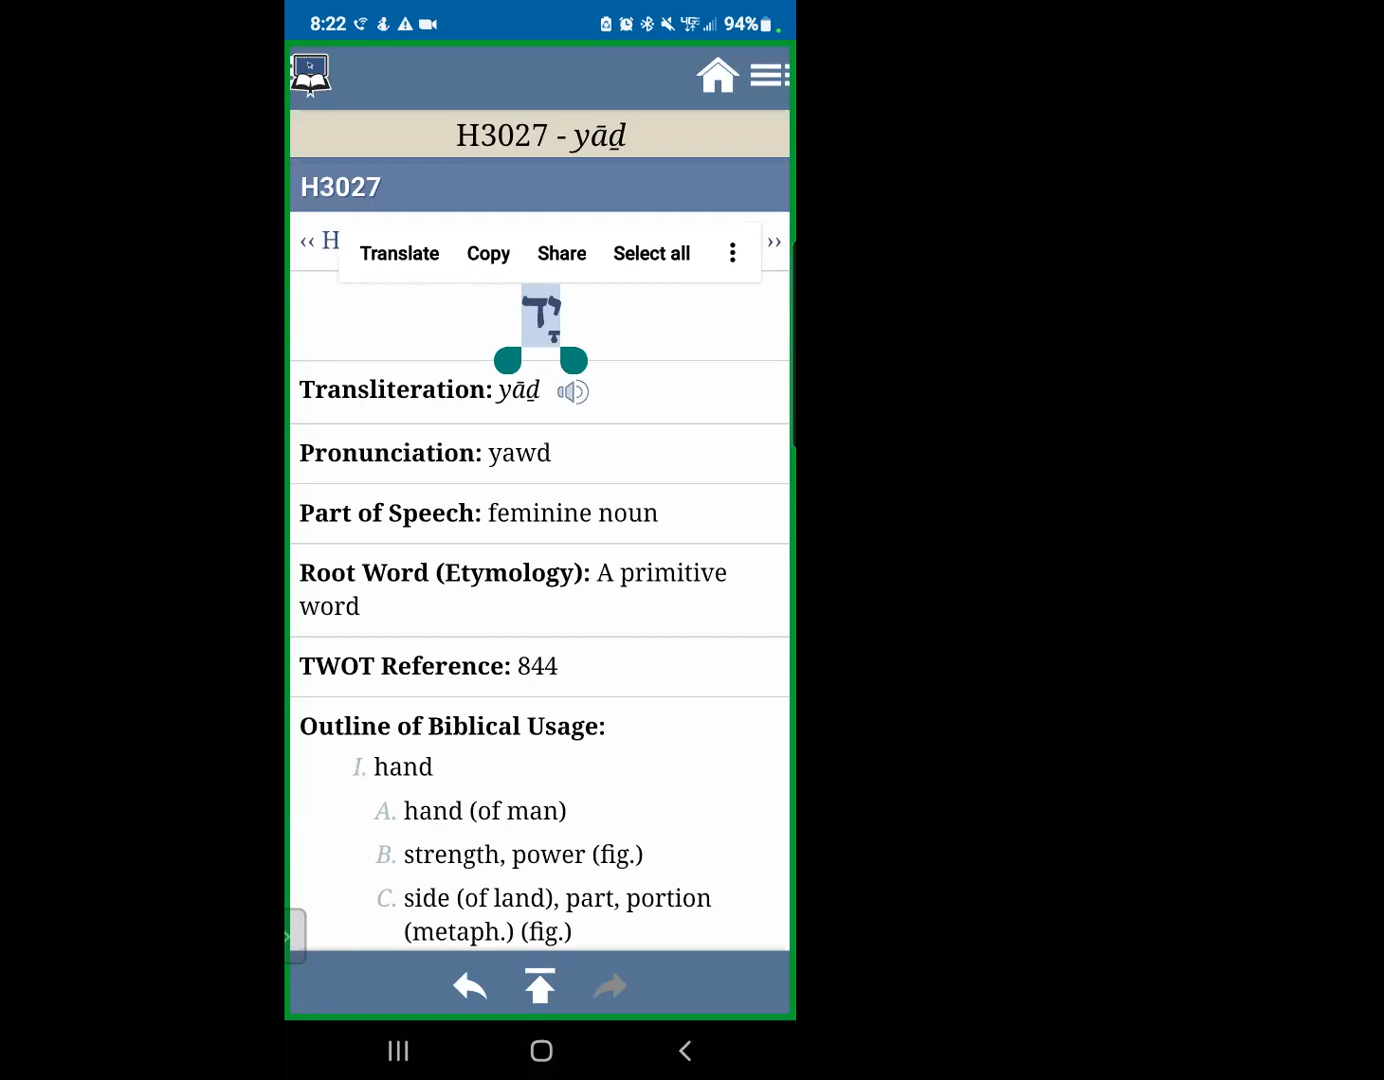 8:22 94%
H3027 - yāḏ
H3027
‹‹ H ››
Translate Copy Share Select all
יָד
Transliteration: yāḏ
Pronunciation: yawd
Part of Speech: feminine noun
Root Word (Etymology): A primitive
word
TWOT Reference: 844
Outline of Biblical Usage:
I. hand
A. hand (of man)
B. strength, power (fig.)
C. side (of land), part, portion
(metaph.) (fig.)